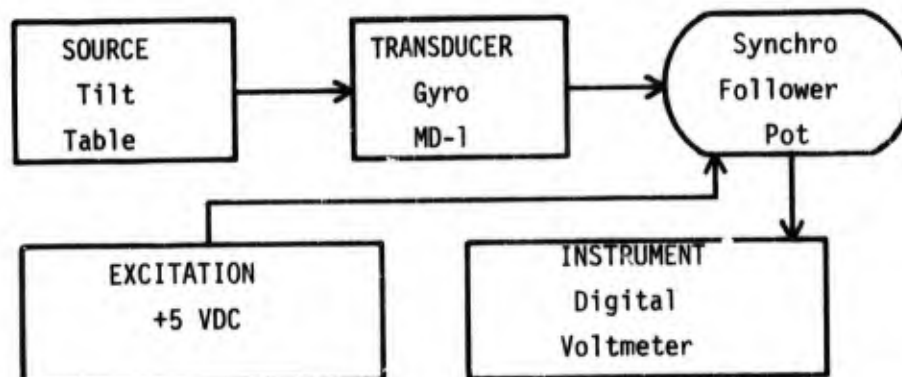 SOURCE
Tilt
Table
TRANSDUCER
Gyro
MD-1
Synchro
Follower
Pot
EXCITATION
+5 VDC
INSTRUMENT
Digital
Voltmeter